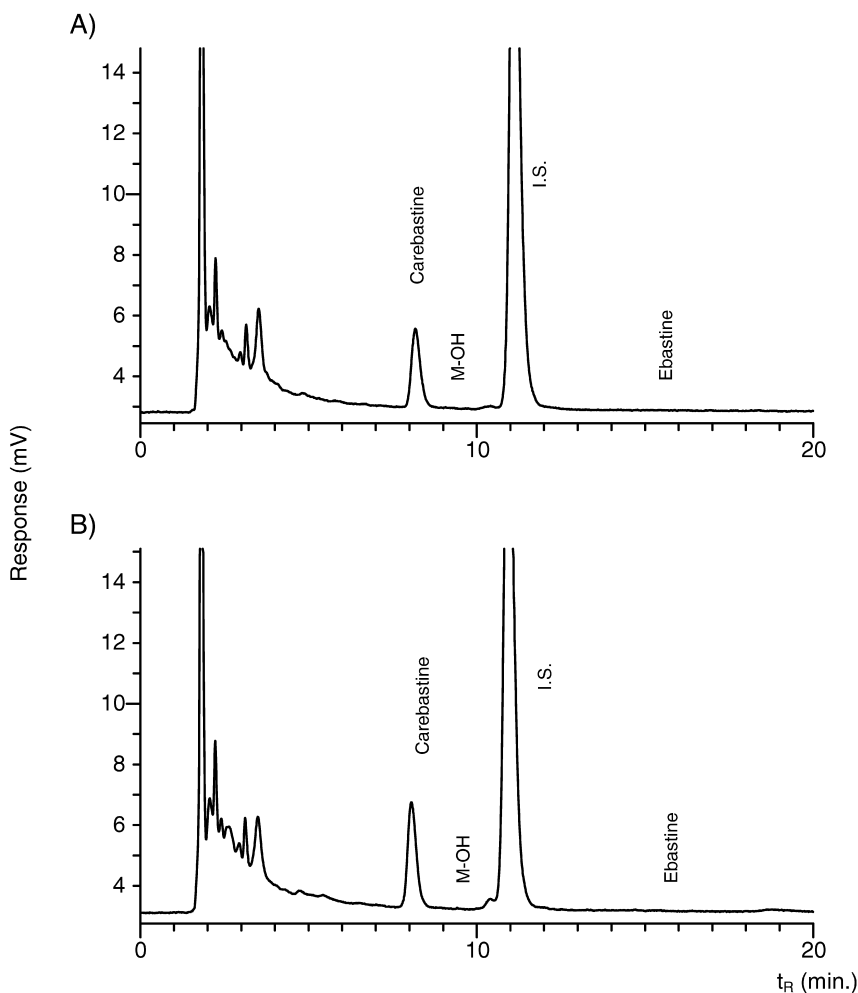 A)
14
12
10
8
6
4
Carebastine
M-OH
I.S.
Ebastine
0
10
20
Response (mV)
B)
14
12
10
8
6
4
Carebastine
M-OH
I.S.
Ebastine
0
10
20
tR (min.)